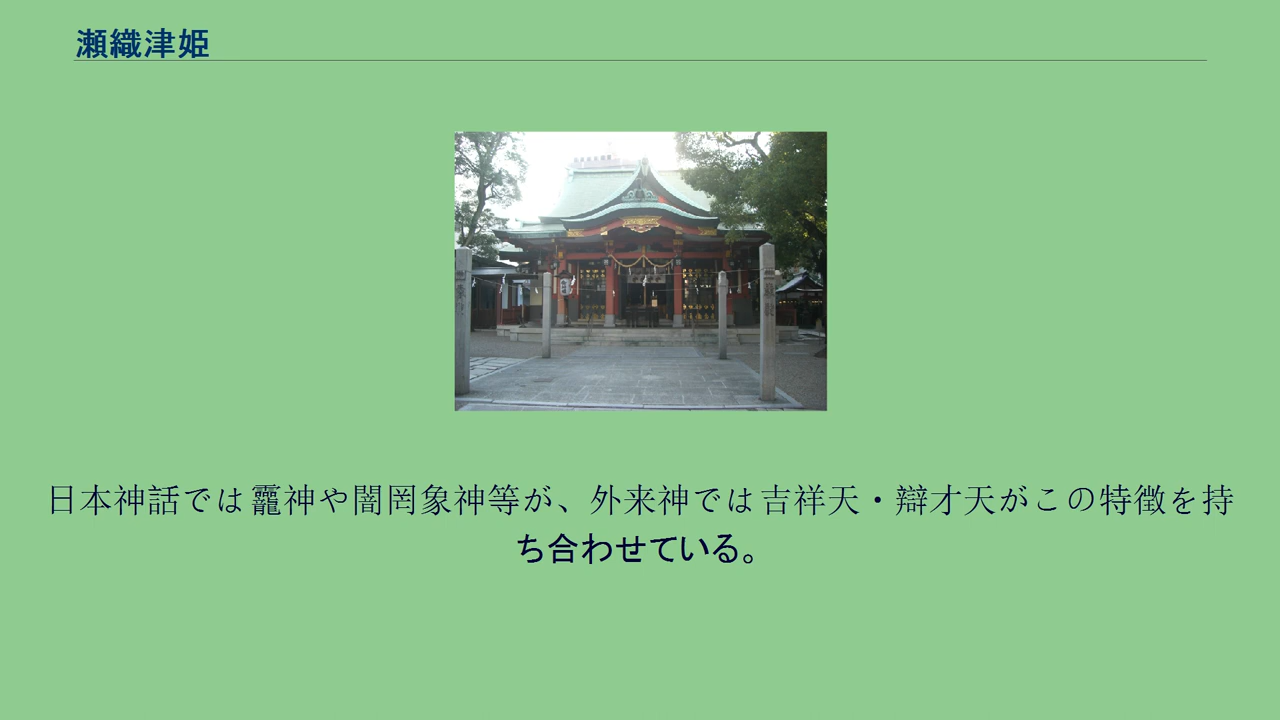 瀬織津姫
日本神話では龗神や闇罔象神等が、外来神では吉祥天・辯才天がこの特徴を持
ち合わせている。